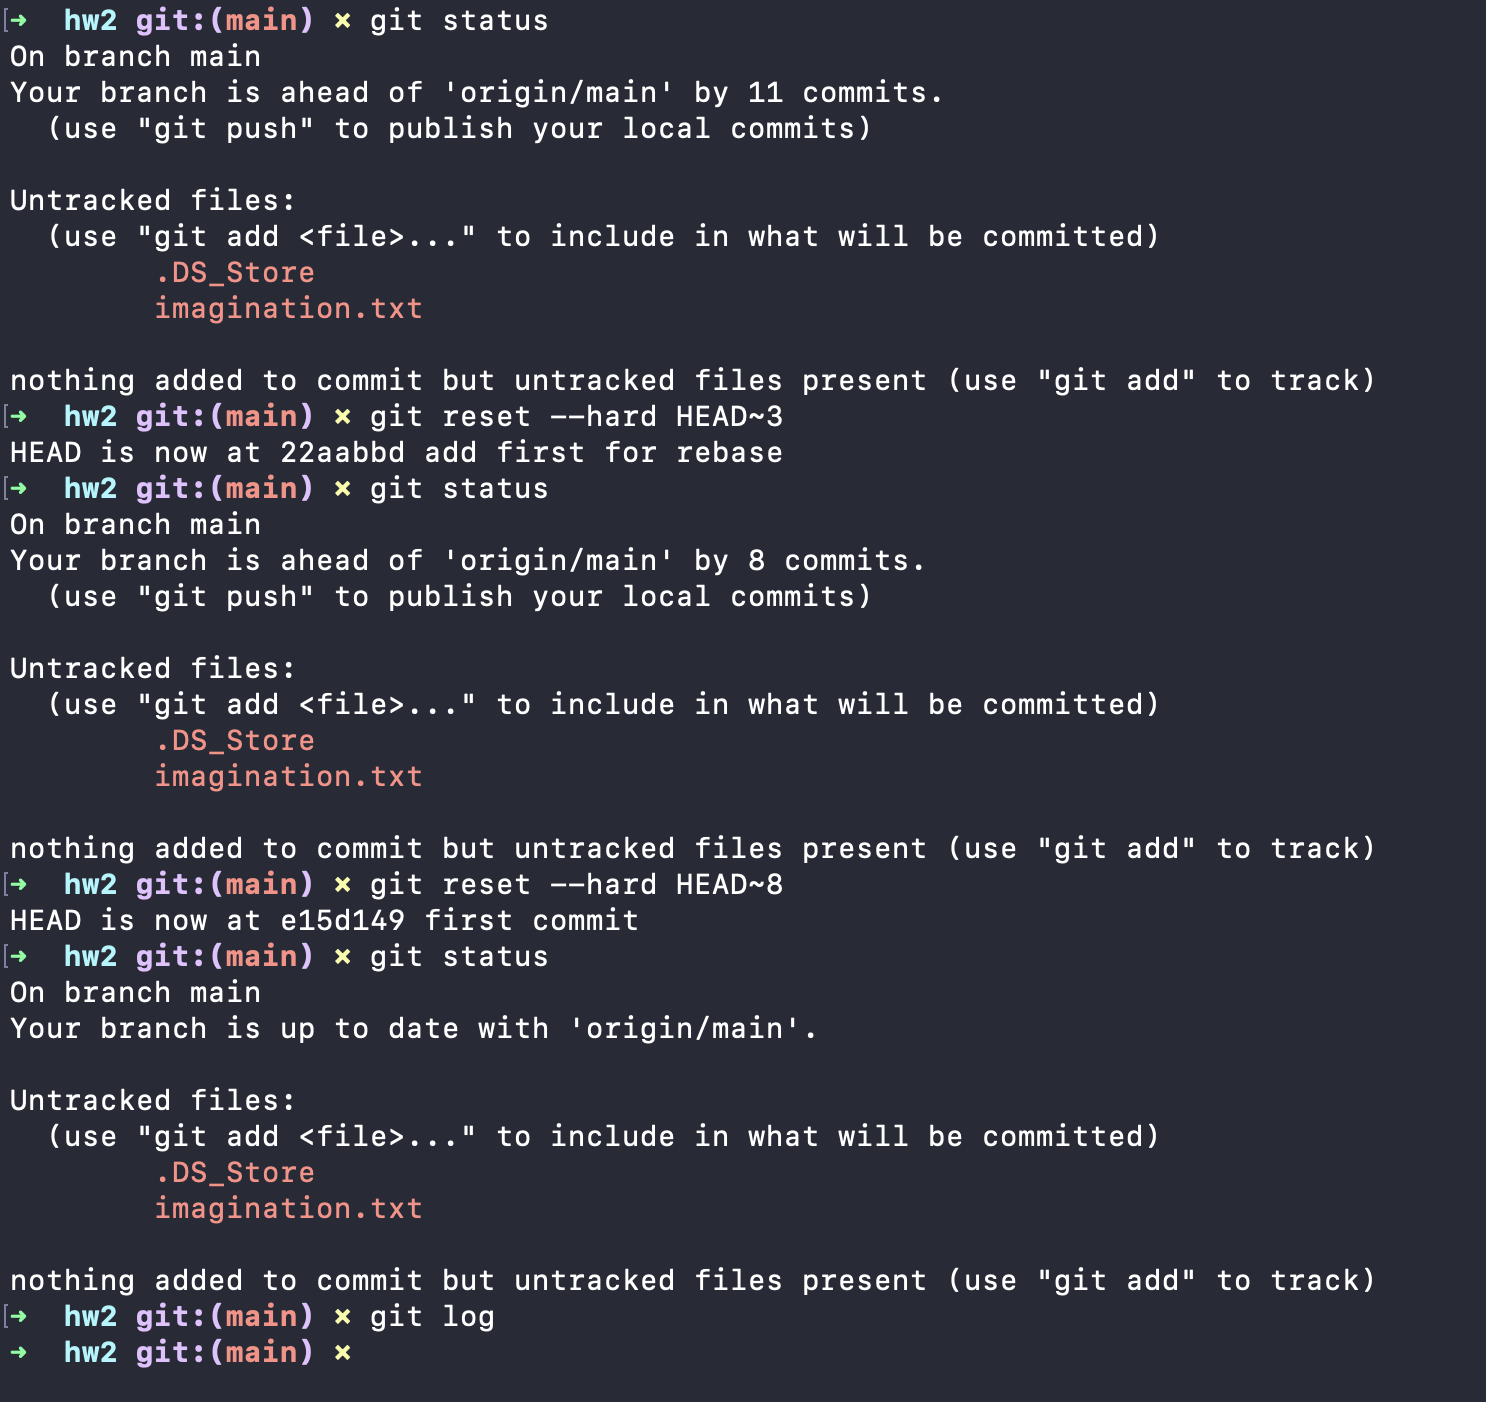 [➜  hw2 git:(main) × git status
On branch main
Your branch is ahead of 'origin/main' by 11 commits.
  (use "git push" to publish your local commits)

Untracked files:
  (use "git add <file>..." to include in what will be committed)
        .DS_Store
        imagination.txt

nothing added to commit but untracked files present (use "git add" to track)
[➜  hw2 git:(main) × git reset --hard HEAD~3
HEAD is now at 22aabbd add first for rebase
[➜  hw2 git:(main) × git status
On branch main
Your branch is ahead of 'origin/main' by 8 commits.
  (use "git push" to publish your local commits)

Untracked files:
  (use "git add <file>..." to include in what will be committed)
        .DS_Store
        imagination.txt

nothing added to commit but untracked files present (use "git add" to track)
[➜  hw2 git:(main) × git reset --hard HEAD~8
HEAD is now at e15d149 first commit
[➜  hw2 git:(main) × git status
On branch main
Your branch is up to date with 'origin/main'.

Untracked files:
  (use "git add <file>..." to include in what will be committed)
        .DS_Store
        imagination.txt

nothing added to commit but untracked files present (use "git add" to track)
[➜  hw2 git:(main) × git log
➜  hw2 git:(main) ×